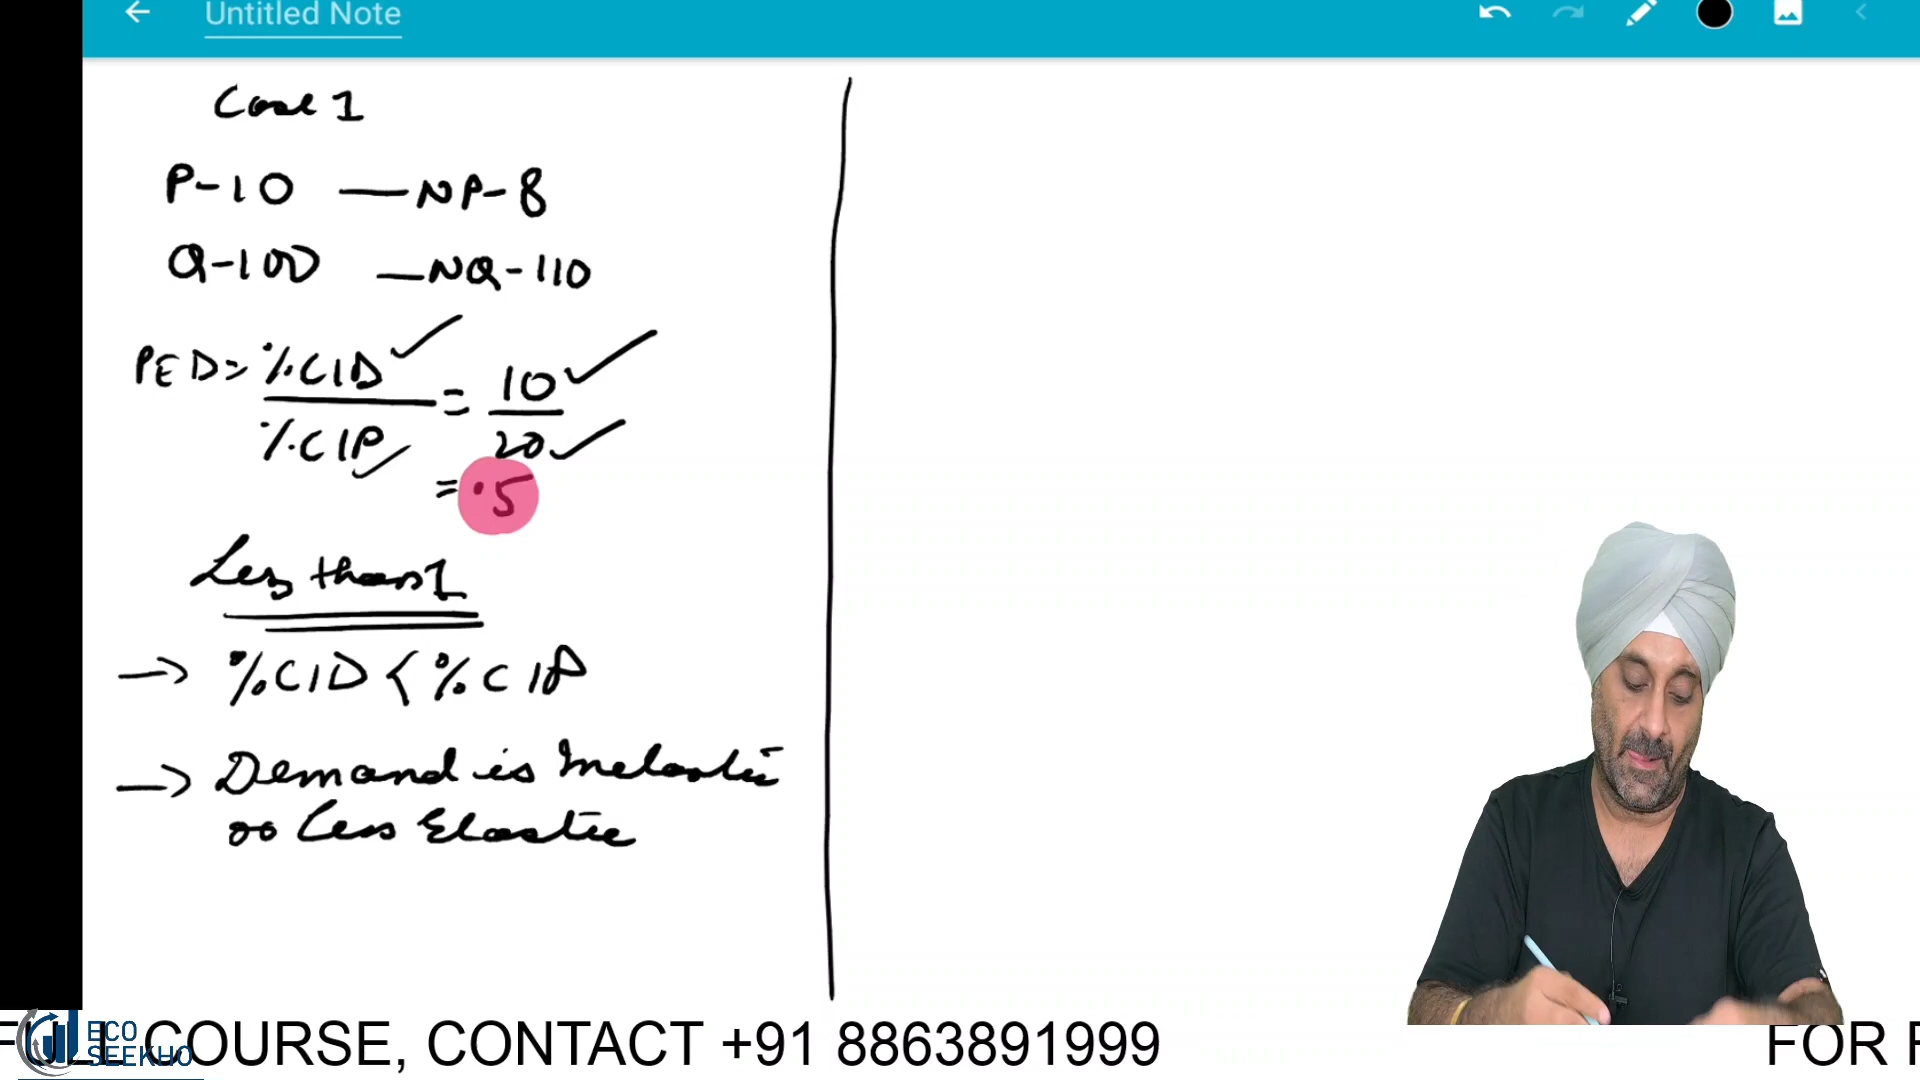 Untitled Note
Case 1
P-10 — NP-8
Q-100 — NQ-110
PED = %CID / %CIP = 10 / 20
= .5
Less than 1
→ %CID < %CIP
→ Demand is Inelastic
or Less Elastic
ECO
SEEKHO
FULL COURSE, CONTACT +91 8863891999
FOR F